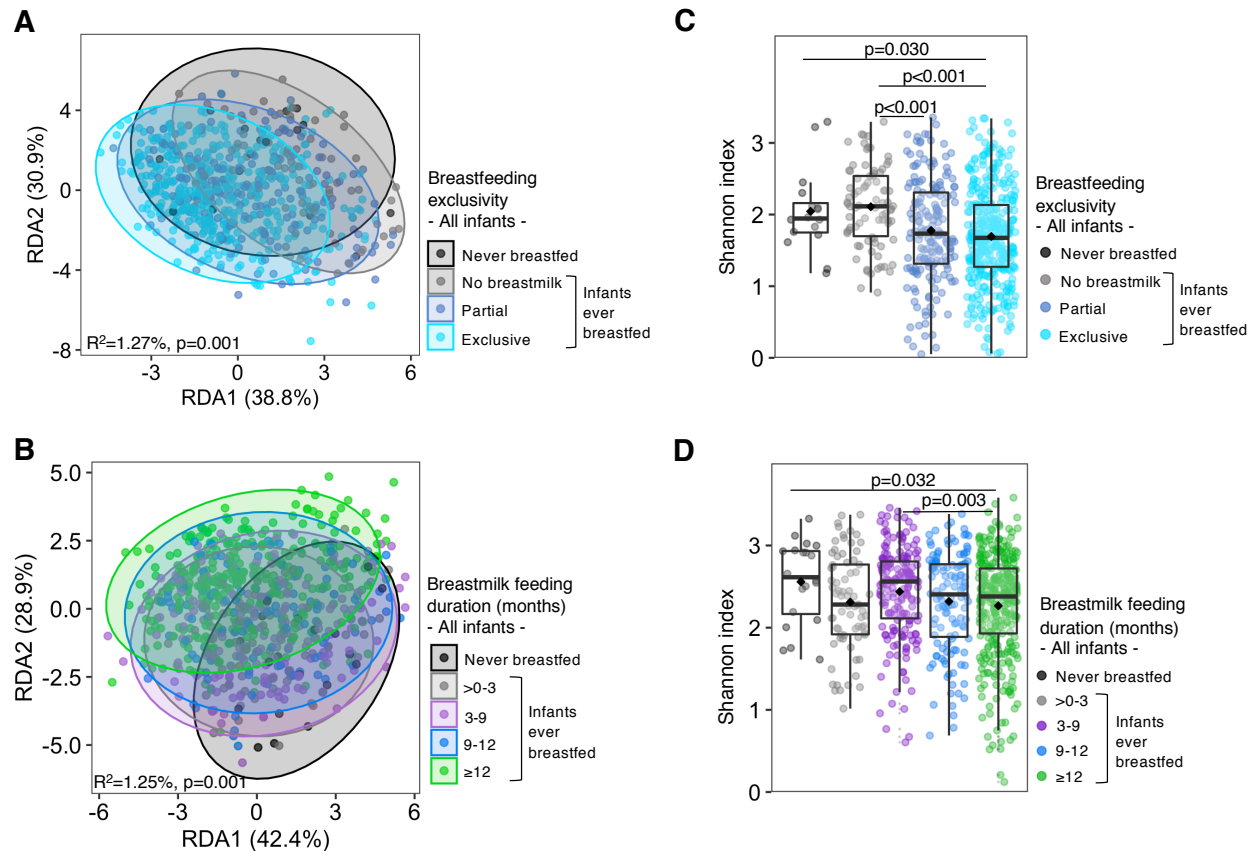 A
RDA2 (30.9%)
4
0
-4
-8
R²=1.27%, p=0.001
-3
0
3
6
RDA1 (38.8%)
Breastfeeding
exclusivity
- All infants -
Never breastfed
No breastmilk
Partial
Exclusive
Infants
ever
breastfed
C
Shannon index
3
2
1
0
p=0.030
p<0.001
p<0.001
Breastfeeding
exclusivity
- All infants -
Never breastfed
No breastmilk
Partial
Exclusive
Infants
ever
breastfed
B
RDA2 (28.9%)
5.0
2.5
0.0
-2.5
-5.0
R²=1.25%, p=0.001
-6
-3
0
3
6
RDA1 (42.4%)
Breastmilk feeding
duration (months)
- All infants -
Never breastfed
>0-3
3-9
9-12
≥12
Infants
ever
breastfed
D
Shannon index
3
2
1
0
p=0.032
p=0.003
Breastmilk feeding
duration (months)
- All infants -
Never breastfed
>0-3
3-9
9-12
≥12
Infants
ever
breastfed